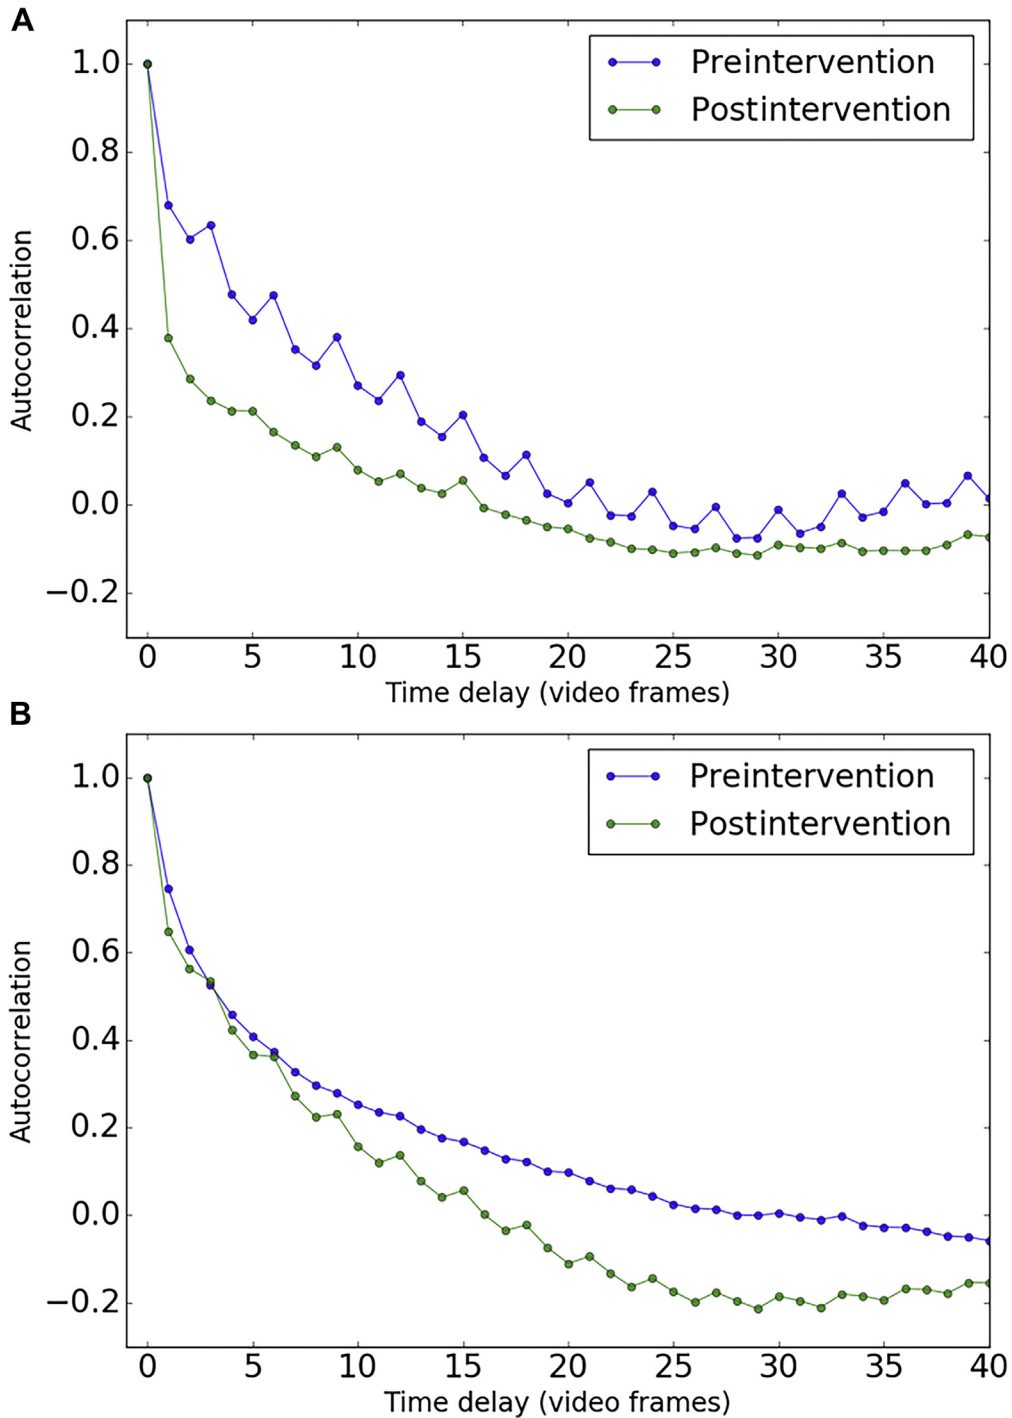 A
Preintervention
Postintervention
1.0
0.8
0.6
0.4
0.2
0.0
−0.2
Autocorrelation
0 5 10 15 20 25 30 35 40
Time delay (video frames)
B
Preintervention
Postintervention
1.0
0.8
0.6
0.4
0.2
0.0
−0.2
Autocorrelation
0 5 10 15 20 25 30 35 40
Time delay (video frames)